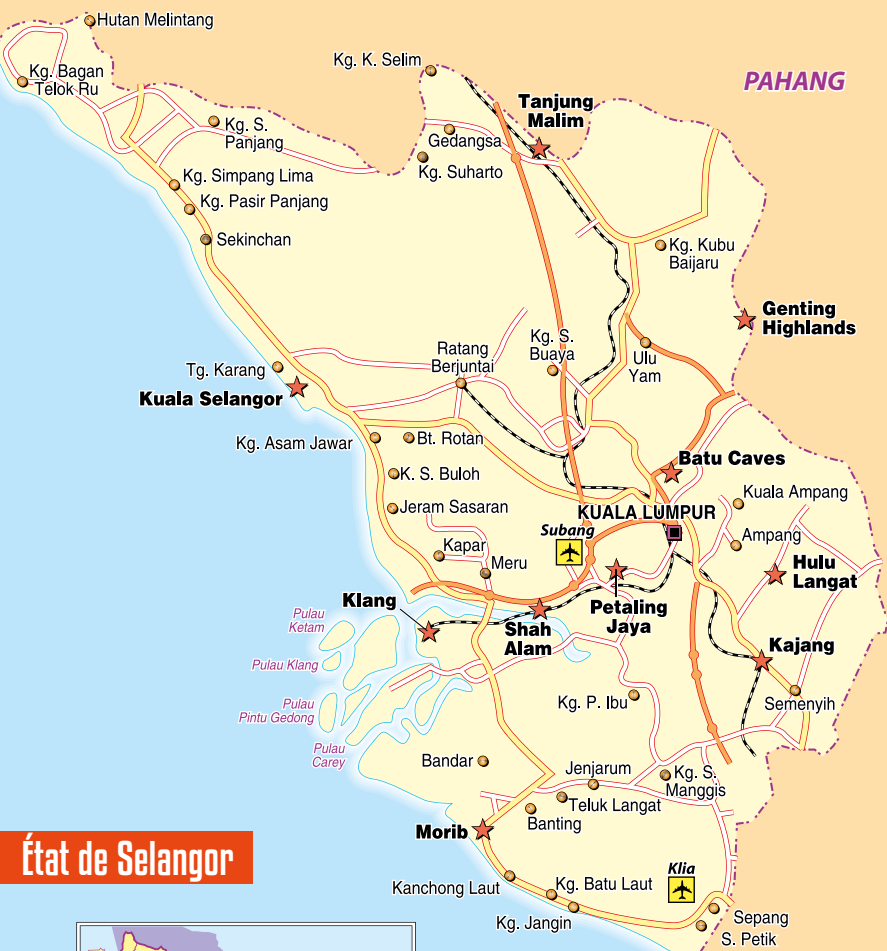 Hutan Melintang
Kg. Bagan
Telok Ru
Kg. K. Selim
PAHANG
Tanjung
Malim
Kg. S.
Panjang
Gedangsa
Kg. Suharto
Kg. Simpang Lima
Kg. Pasir Panjang
Sekinchan
Kg. Kubu
Baijaru
Genting
Highlands
Ratang
Berjuntai
Kg. S.
Buaya
Ulu
Yam
Tg. Karang
Kuala Selangor
Kg. Asam Jawar
Bt. Rotan
Batu Caves
K. S. Buloh
Kuala Ampang
Jeram Sasaran
KUALA LUMPUR
Subang
Ampang
Kapar
Meru
Hulu
Langat
Klang
Petaling
Jaya
Pulau
Ketam
Shah
Alam
Kajang
Pulau Klang
Pulau
Pintu Gedong
Kg. P. Ibu
Semenyih
Pulau
Carey
Bandar
Jenjarum
Kg. S.
Manggis
Teluk Langat
Banting
Morib
État de Selangor
Klia
Kanchong Laut
Kg. Batu Laut
Kg. Jangin
Sepang
S. Petik